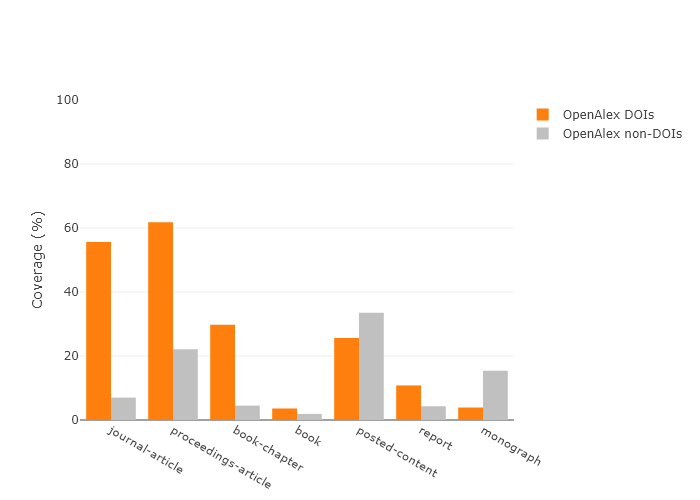 100
80
60
40
20
0
Coverage (%)
journal-article
proceedings-article
book-chapter
book
posted-content
report
monograph
OpenAlex DOIs
OpenAlex non-DOIs